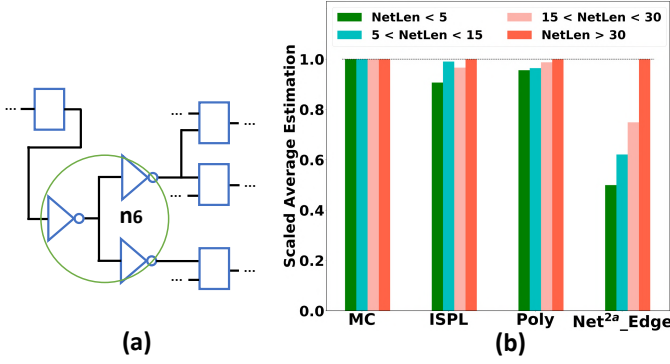 ...
...
...
...
...
...
...
...
n6
(a)
NetLen < 5
5 < NetLen < 15
15 < NetLen < 30
NetLen > 30
Scaled Average Estimation
1.0
0.8
0.6
0.4
0.2
0.0
MC ISPL Poly Net²ᵃ_Edge
(b)